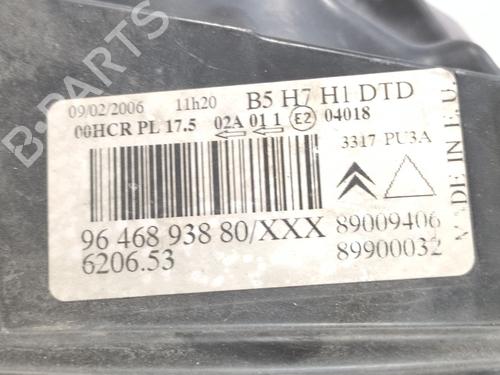 09/02/2006 11h20 B5 H7 H1 DTD
00HCR PL 17.5 02A 01 1 E2 04018
3317 PU3A
96 468 938 80/XXX 89009406
6206.53 89900032
MADE IN E.U.
B-PARTS